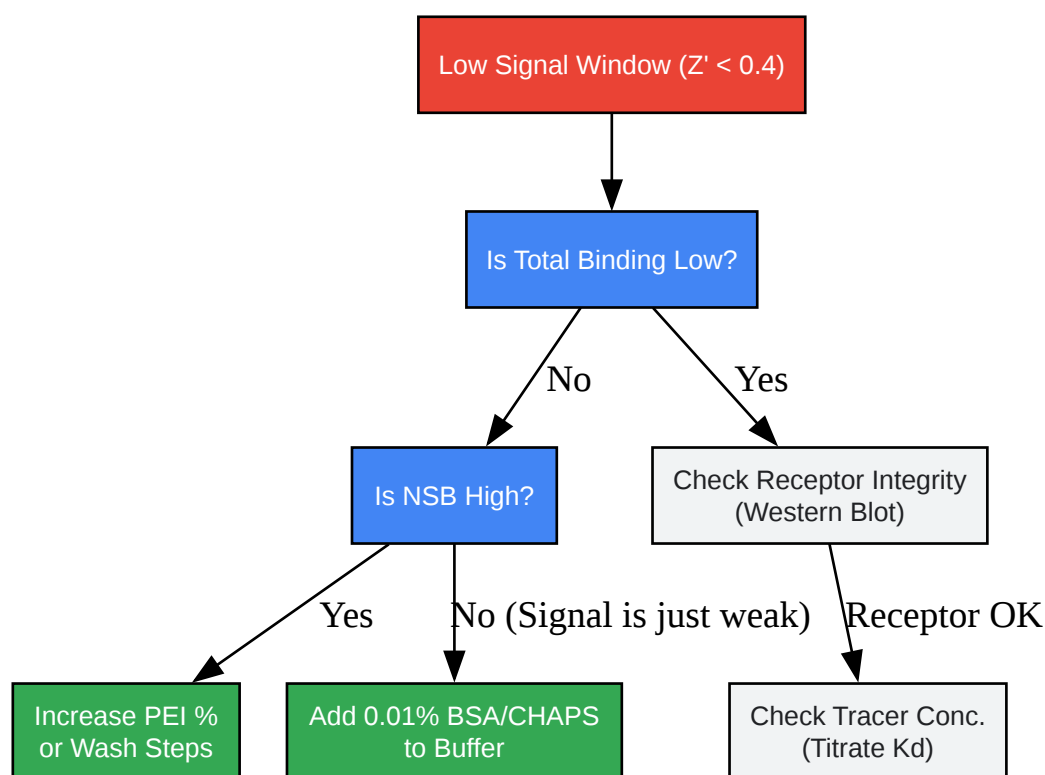 Low Signal Window (Z' < 0.4)
Is Total Binding Low?
No
Yes
Is NSB High?
Check Receptor Integrity
(Western Blot)
Yes
No (Signal is just weak)
Receptor OK
Increase PEI %
or Wash Steps
Add 0.01% BSA/CHAPS
to Buffer
Check Tracer Conc.
(Titrate Kd)